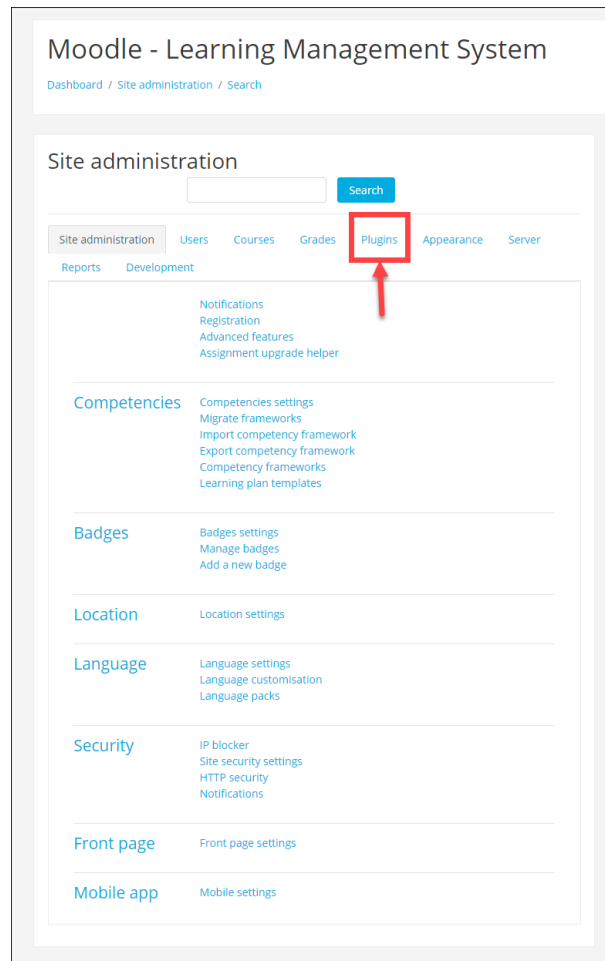 Moodle - Learning Management System
Dashboard / Site administration / Search
Site administration
Search
Site administration Users Courses Grades Plugins Appearance Server
Reports Development
Notifications
Registration
Advanced features
Assignment upgrade helper
Competencies Competencies settings
Migrate frameworks
Import competency framework
Export competency framework
Competency frameworks
Learning plan templates
Badges Badges settings
Manage badges
Add a new badge
Location Location settings
Language Language settings
Language customisation
Language packs
Security IP blocker
Site security settings
HTTP security
Notifications
Front page Front page settings
Mobile app Mobile settings